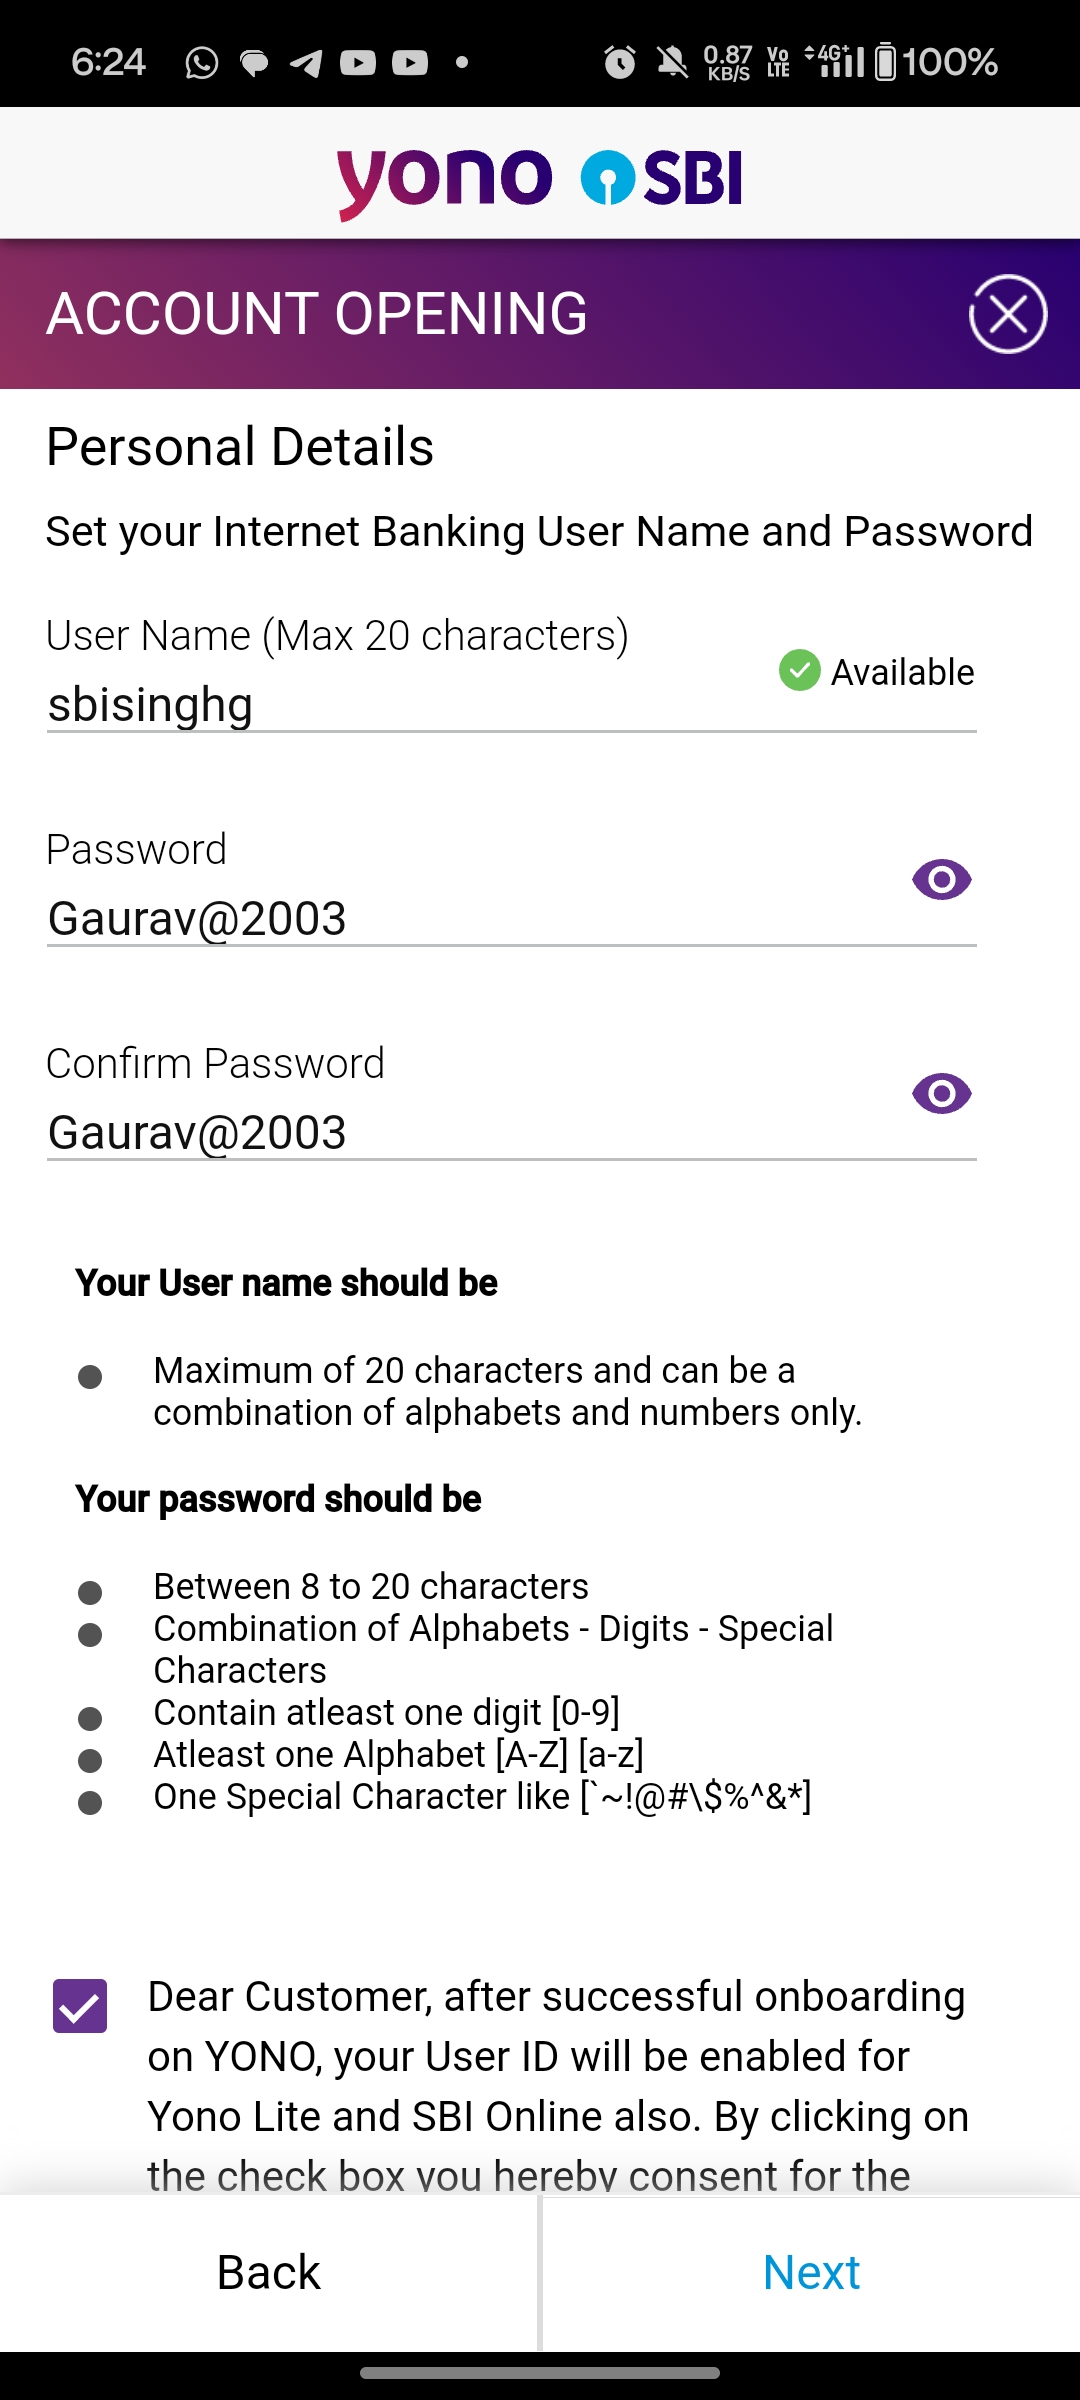 6:24 0.87 KB/S Vo LTE 4G+ 100%
yono SBI
ACCOUNT OPENING
Personal Details
Set your Internet Banking User Name and Password
User Name (Max 20 characters)
Available
sbisinghg
Password
Gaurav@2003
Confirm Password
Gaurav@2003
Your User name should be
Maximum of 20 characters and can be a
combination of alphabets and numbers only.
Your password should be
Between 8 to 20 characters
Combination of Alphabets - Digits - Special
Characters
Contain atleast one digit [0-9]
Atleast one Alphabet [A-Z] [a-z]
One Special Character like [`~!@#\$%^&*]
Dear Customer, after successful onboarding
on YONO, your User ID will be enabled for
Yono Lite and SBI Online also. By clicking on
the check box you hereby consent for the
Back Next